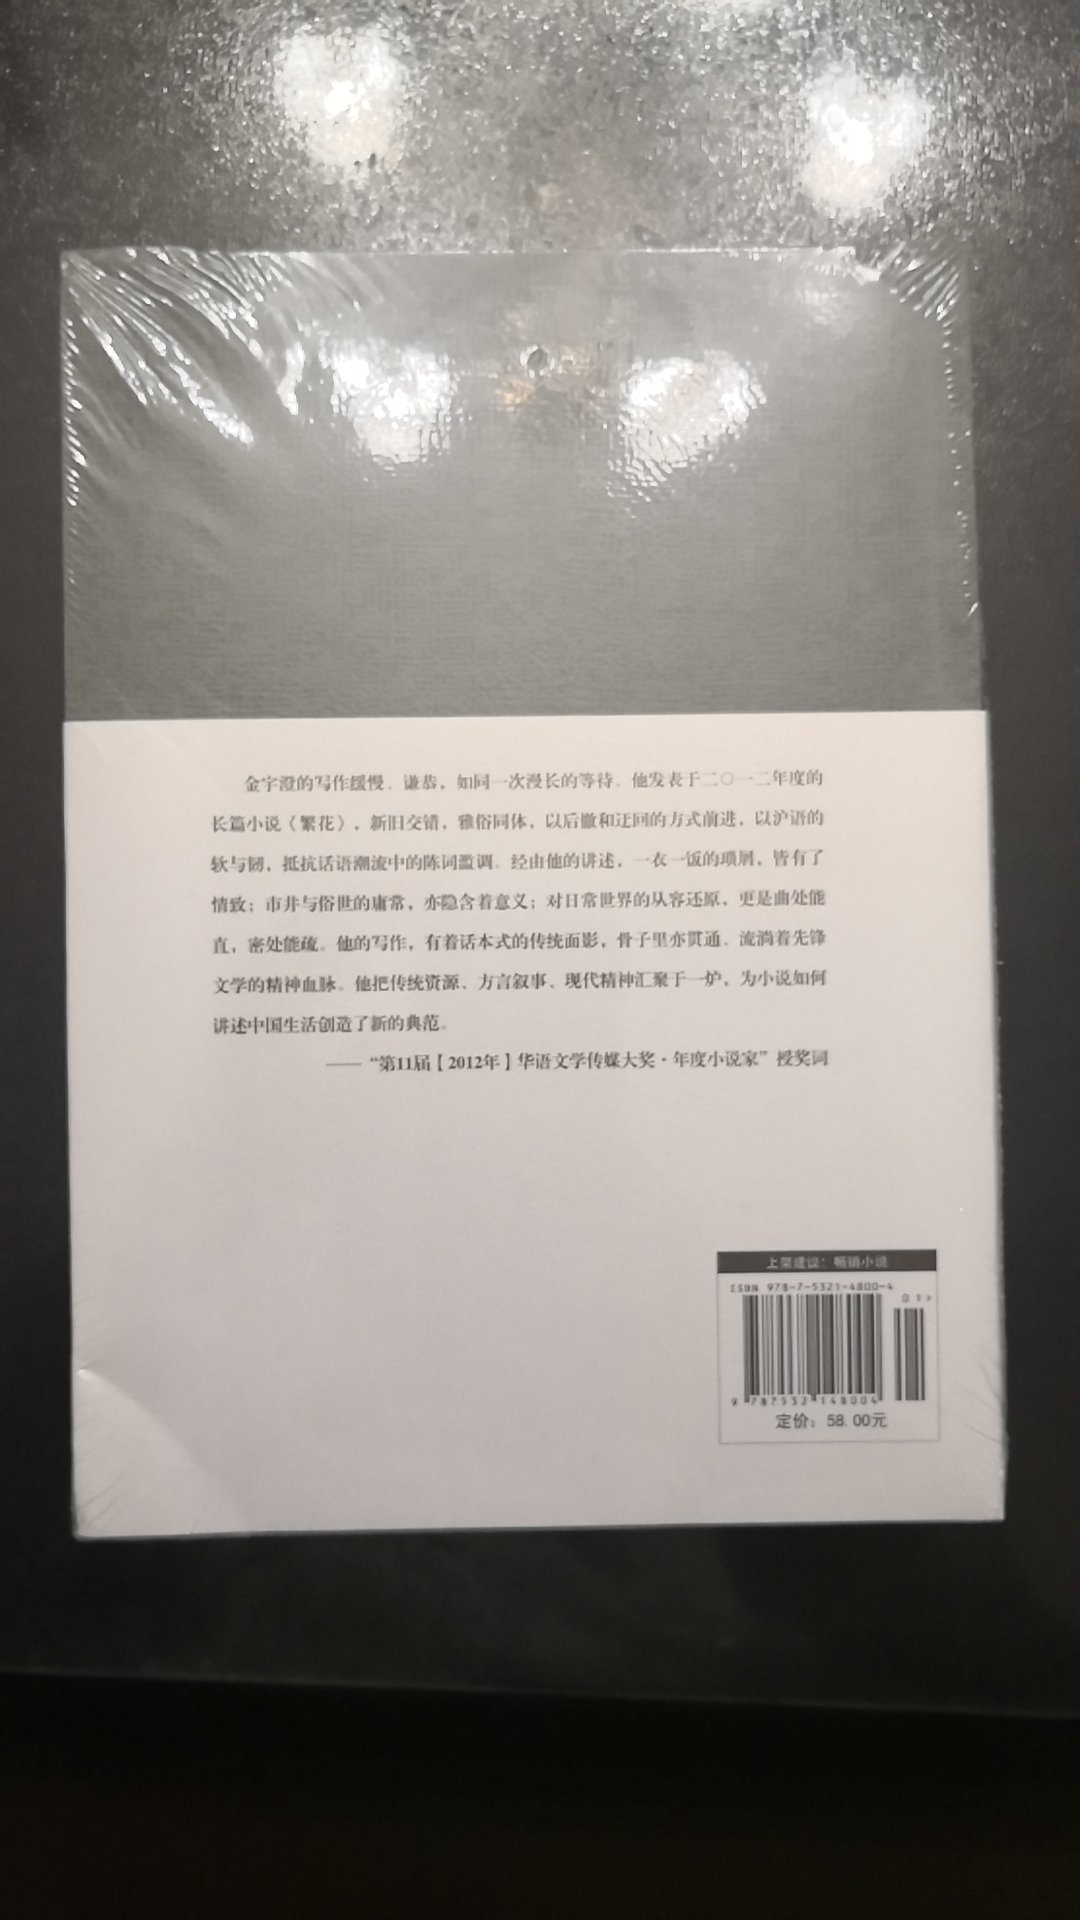 金宇澄的写作缓慢、谦恭，如同一次漫长的等待。他发表于二〇一二年度的
长篇小说《繁花》，新旧交错，雅俗同体，以后撤和迂回的方式前进，以沪语的
软与韧，抵抗话语潮流中的陈词滥调。经由他的讲述，一衣一饭的琐屑，皆有了
情致；市井与俗世的庸常，亦隐含着意义；对日常世界的从容还原，更是曲处能
直，密处能疏。他的写作，有着话本式的传统面影，骨子里亦贯通、流淌着先锋
文学的精神血脉。他把传统资源、方言叙事、现代精神汇聚于一炉，为小说如何
讲述中国生活创造了新的典范。
——“第11届【2012年】华语文学传媒大奖·年度小说家”授奖词
上架建议：畅销小说
ISBN 978-7-5321-4800-4
01>
9 787532 148004
定价：58.00元